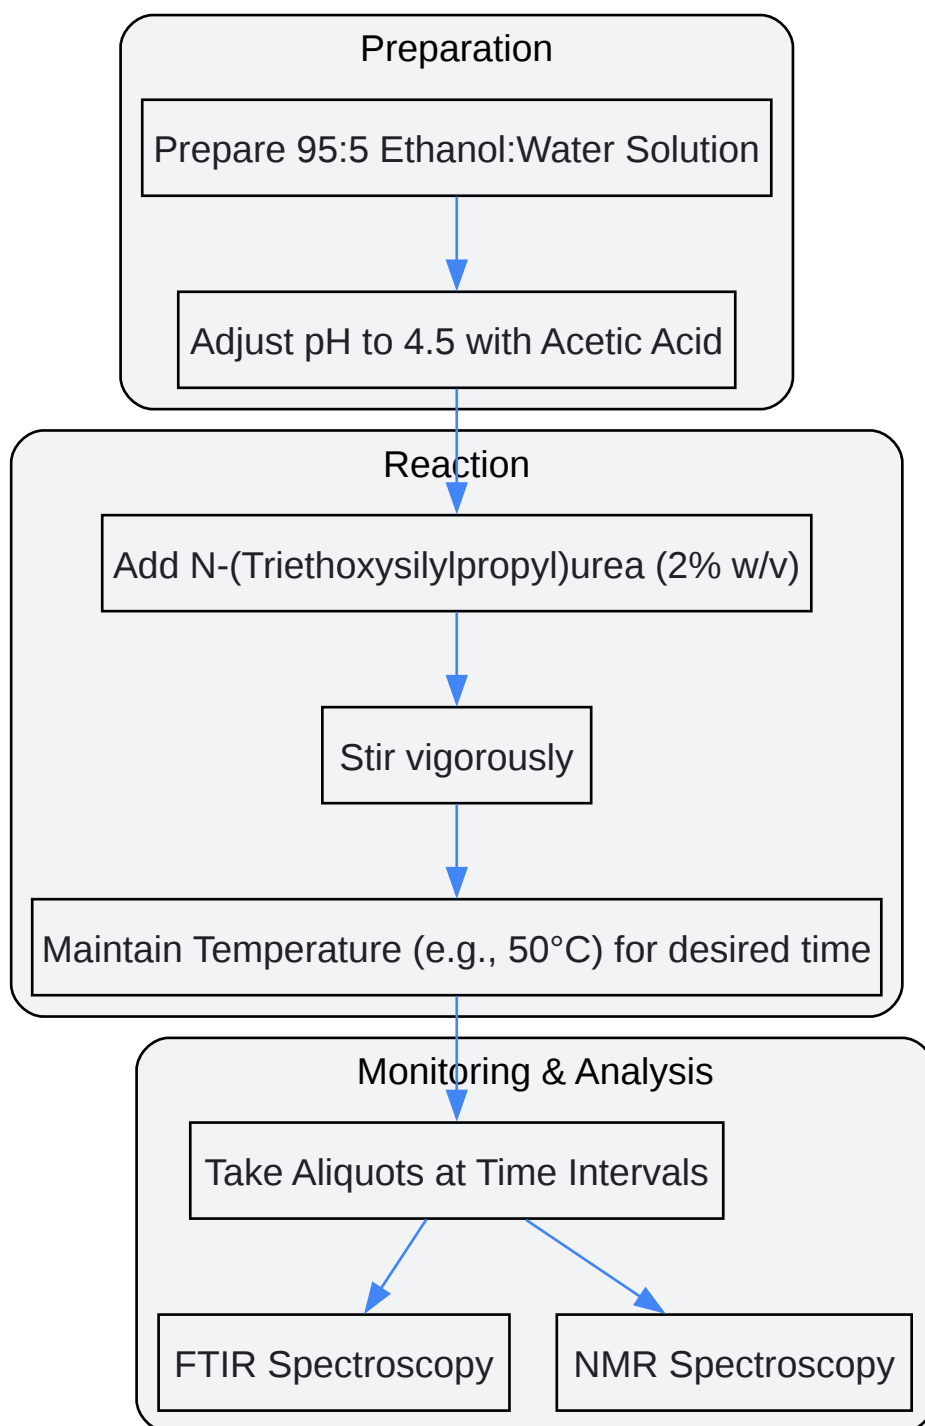 Preparation
Prepare 95:5 Ethanol:Water Solution
Adjust pH to 4.5 with Acetic Acid
Reaction
Add N-(Triethoxysilylpropyl)urea (2% w/v)
Stir vigorously
Maintain Temperature (e.g., 50°C) for desired time
Monitoring & Analysis
Take Aliquots at Time Intervals
FTIR Spectroscopy
NMR Spectroscopy